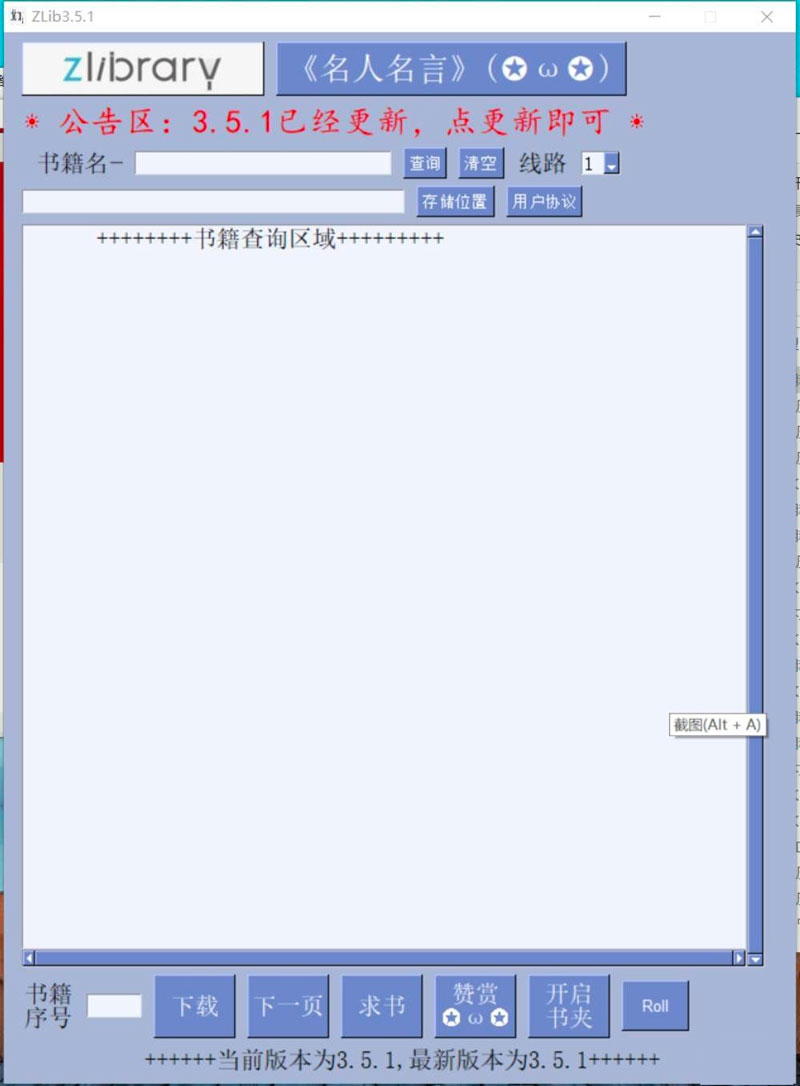 ZLib3.5.1
zlibrary
《名人名言》(✪ ω ✪)
☀ 公告区: 3.5.1已经更新, 点更新即可 ☀
书籍名- 查询 清空 线路 1
存储位置 用户协议
++++++++书籍查询区域+++++++++
截图(Alt + A)
书籍
序号
下载
下一页
求书
赞赏
✪ ω ✪
开启
书夹
Roll
++++++当前版本为3.5.1,最新版本为3.5.1++++++